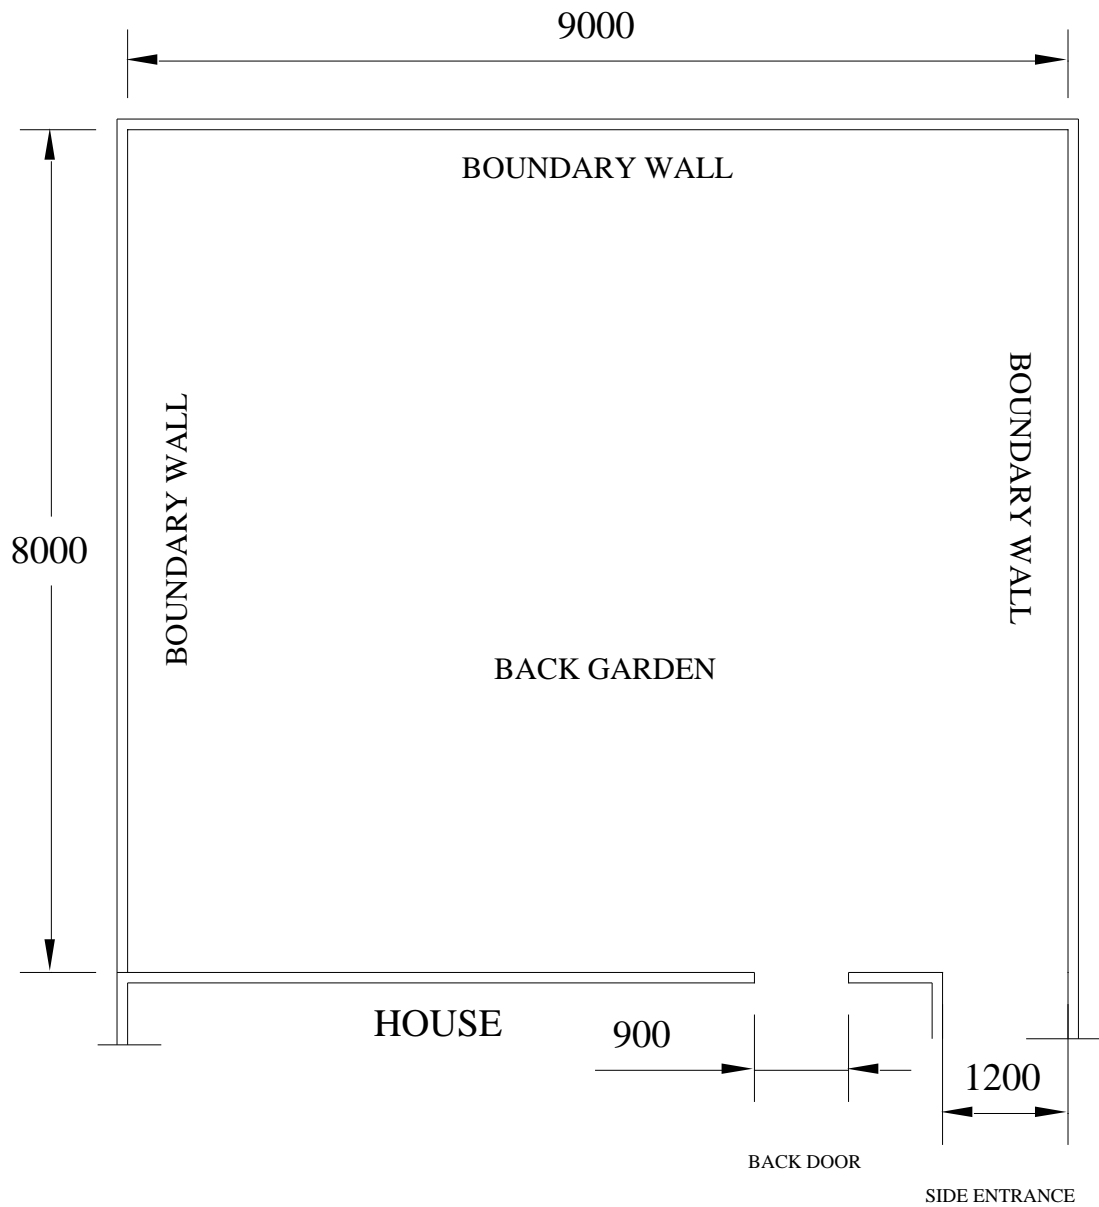 9000
BOUNDARY WALL
BOUNDARY WALL
BOUNDARY WALL
8000
BACK GARDEN
HOUSE
900
1200
BACK DOOR
SIDE ENTRANCE